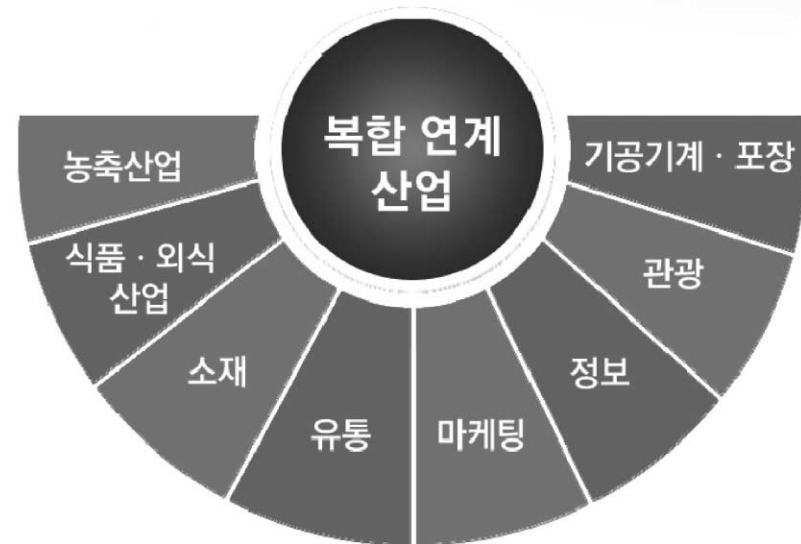 복합 연계
산업
농축산업
식품 · 외식
산업
소재
유통
마케팅
정보
관광
기공기계 · 포장